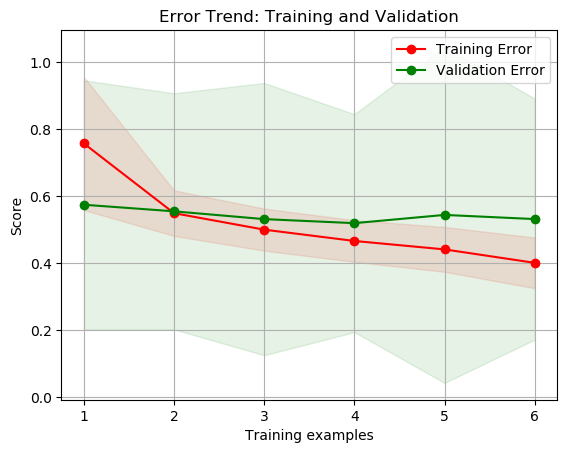 Error Trend: Training and Validation
Training Error
Validation Error
1.0
0.8
0.6
0.4
0.2
0.0
Score
1 2 3 4 5 6
Training examples